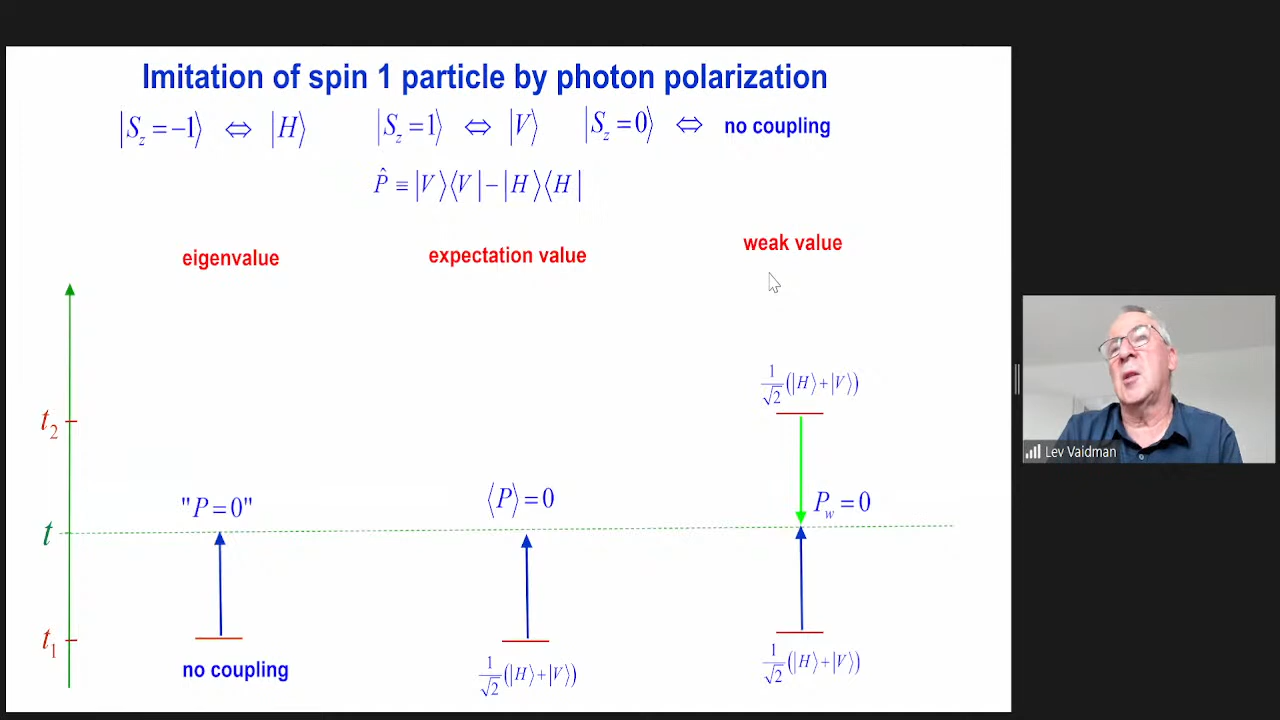 Imitation of spin 1 particle by photon polarization
|S_z = −1⟩ ⇔ |H⟩ |S_z = 1⟩ ⇔ |V⟩ |S_z = 0⟩ ⇔ no coupling
P̂ ≡ |V⟩⟨V| − |H⟩⟨H|
eigenvalue expectation value weak value
1/√2 (|H⟩+|V⟩)
t₂
"P = 0" ⟨P⟩ = 0 P_w = 0
t
t₁
no coupling 1/√2 (|H⟩+|V⟩) 1/√2 (|H⟩+|V⟩)
Lev Vaidman